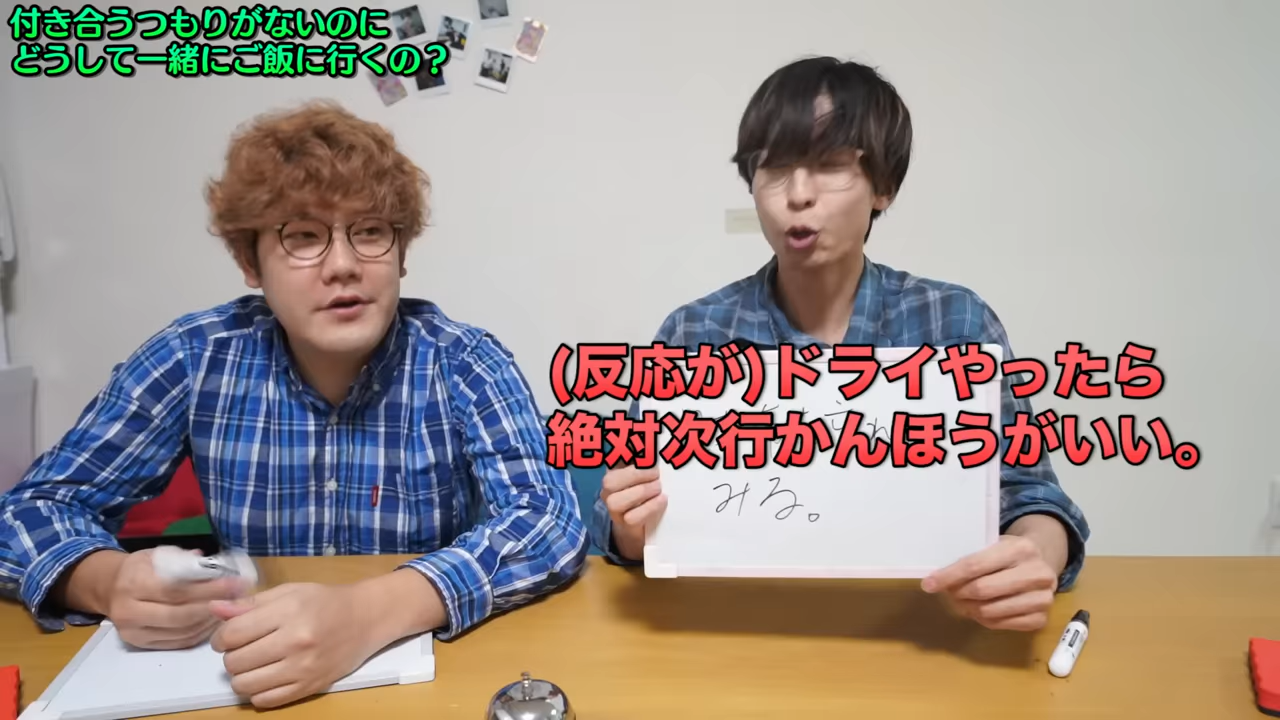 付き合うつもりがないのに
どうして一緒にご飯に行くの？
(反応が)ドライやったら
絶対次行かんほうがいい。
みる。